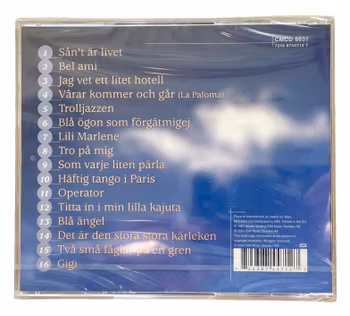 CMCD 6031
1 Sån't är livet
2 Bel ami
3 Jag vet ett litet hotell
4 Vårar kommer och går (La Paloma)
5 Trolljazzen
6 Blå ögon som förgätmigej
7 Lili Marlene
8 Tro på mig
9 Som varje liten pärla
10 Häftig tango i Paris
11 Operator
12 Titta in i min lilla kajuta
13 Blå ängel
14 Det är den stora stora kärleken
15 Två små fåglar på en gren
16 Gigi